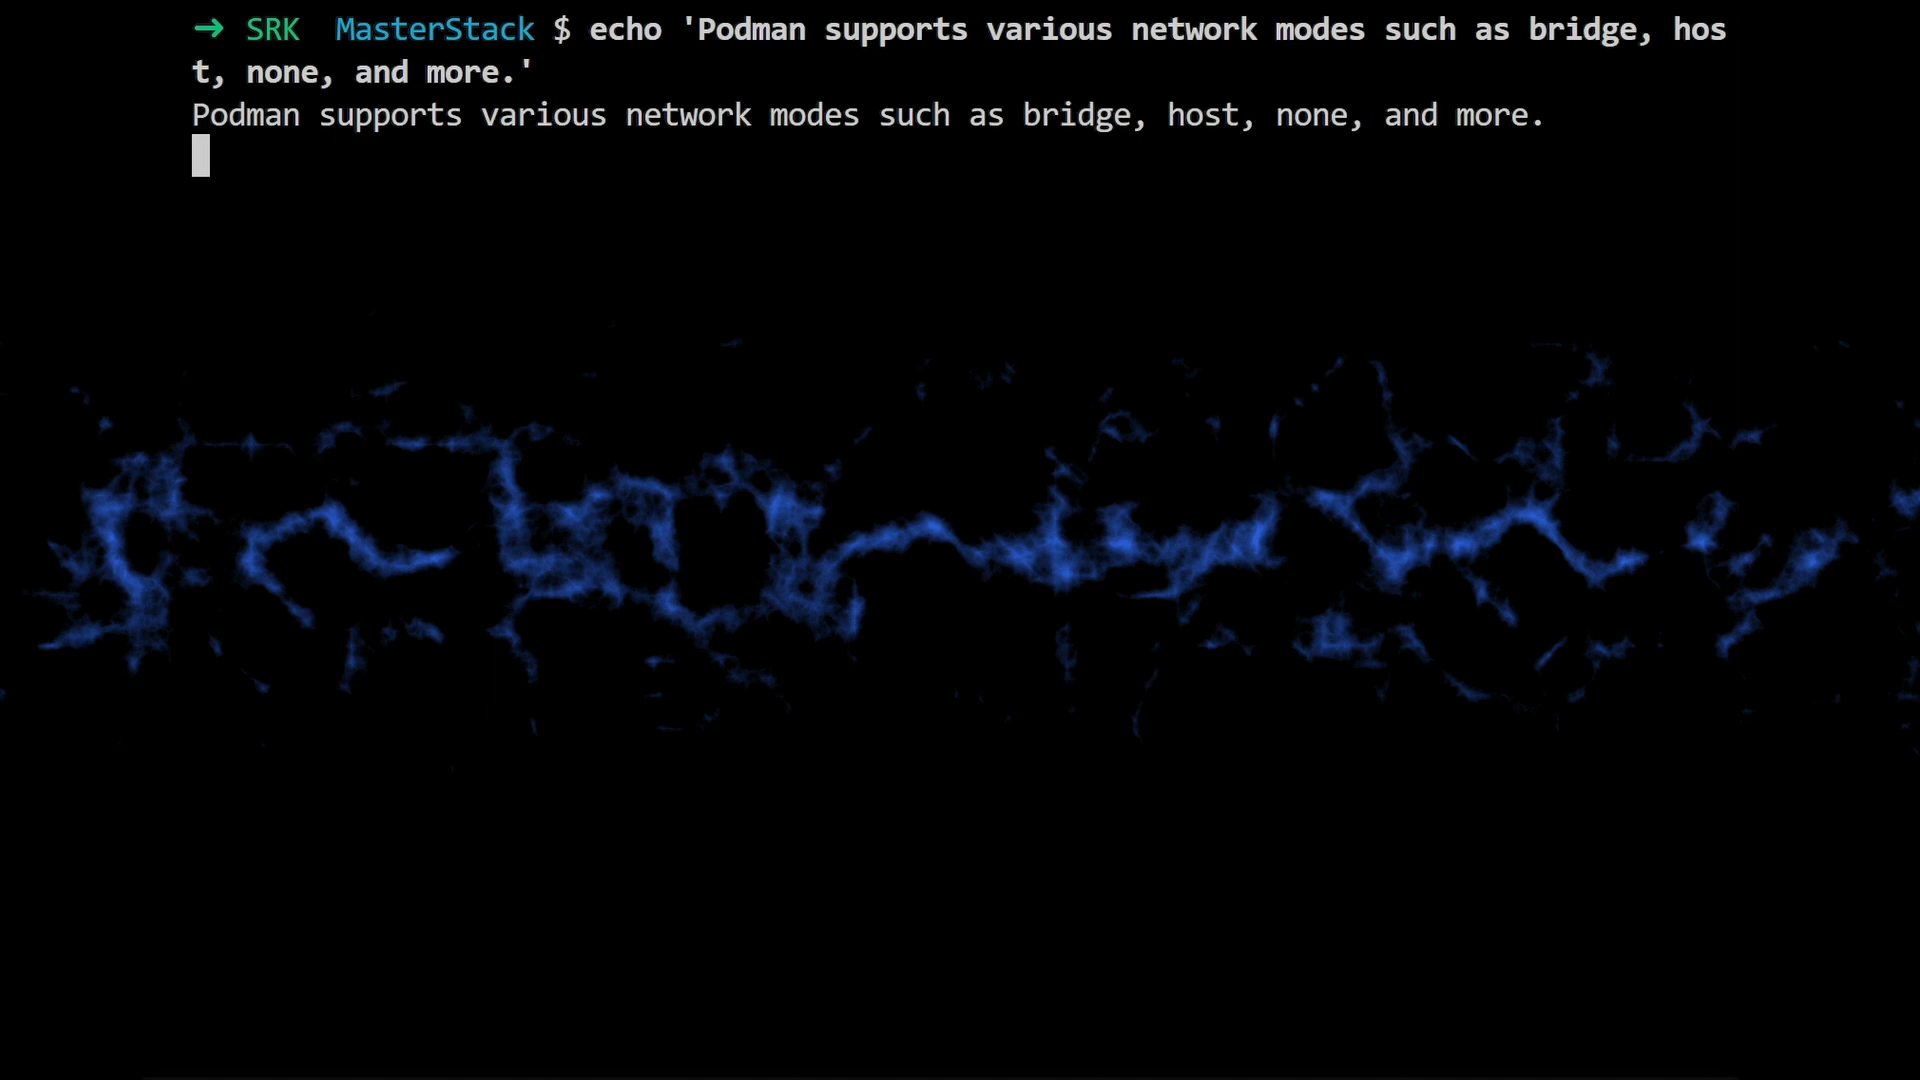 ➜ SRK  MasterStack $ echo 'Podman supports various network modes such as bridge, hos
t, none, and more.'
Podman supports various network modes such as bridge, host, none, and more.